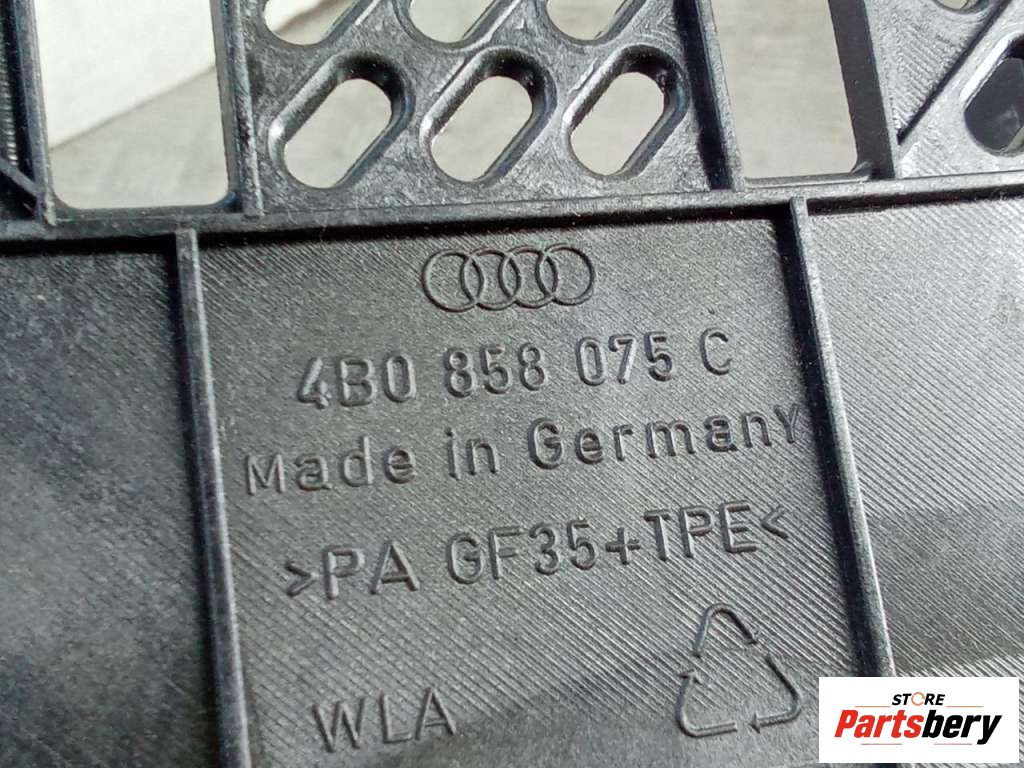 4B0 858 075 C
Made in Germany
>PA GF35+TPE<
WLA
STORE
Partsbery